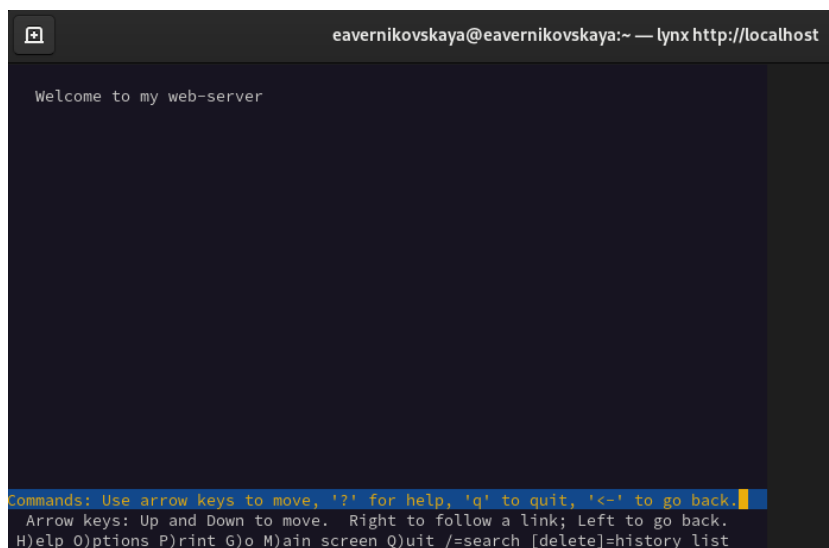 eavernikovskaya@eavernikovskaya:~ — lynx http://localhost
Welcome to my web-server
Commands: Use arrow keys to move, '?' for help, 'q' to quit, '<-' to go back.
Arrow keys: Up and Down to move.  Right to follow a link; Left to go back.
H)elp O)ptions P)rint G)o M)ain screen Q)uit /=search [delete]=history list